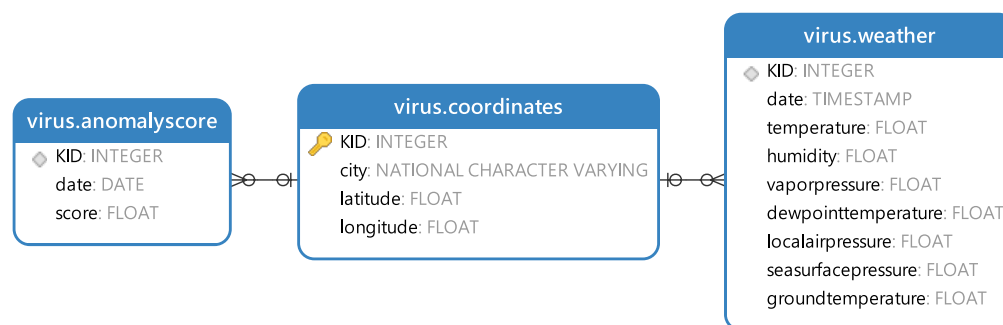 virus.anomalyscore
KID: INTEGER
date: DATE
score: FLOAT
virus.coordinates
KID: INTEGER
city: NATIONAL CHARACTER VARYING
latitude: FLOAT
longitude: FLOAT
virus.weather
KID: INTEGER
date: TIMESTAMP
temperature: FLOAT
humidity: FLOAT
vaporpressure: FLOAT
dewpointtemperature: FLOAT
localairpressure: FLOAT
seasurfacepressure: FLOAT
groundtemperature: FLOAT